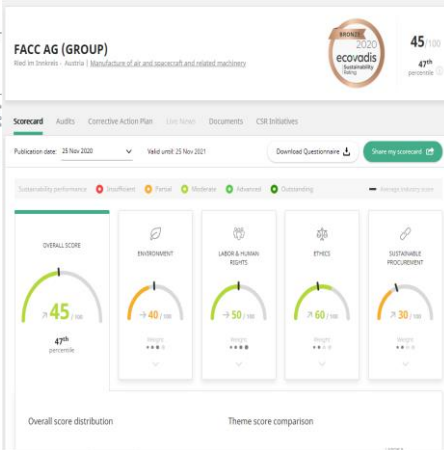 FACC AG (GROUP)
Ried im Innkreis - Austria | Manufacture of air and spacecraft and related machinery
BRONZE
2020
ecovadis
Sustainability
Rating
45/100
47th
percentile
Scorecard Audits Corrective Action Plan Live News Documents CSR Initiatives
Publication date: 25 Nov 2020 Valid until: 25 Nov 2021 Download Questionnaire Share my scorecard
Sustainability performance Insufficient Partial Moderate Advanced Outstanding Average industry score
OVERALL SCORE
45 / 100
47th
percentile
ENVIRONMENT
40 / 100
Weight
LABOR & HUMAN
RIGHTS
50 / 100
Weight
ETHICS
60 / 100
Weight
SUSTAINABLE
PROCUREMENT
30 / 100
Weight
Overall score distribution Theme score comparison